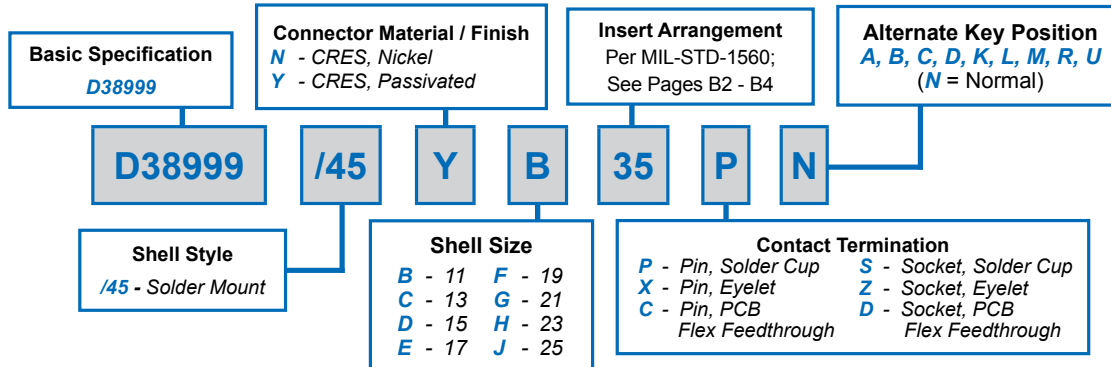 Basic Specification
D38999
Connector Material / Finish
N - CRES, Nickel
Y - CRES, Passivated
Insert Arrangement
Per MIL-STD-1560;
See Pages B2 - B4
Alternate Key Position
A, B, C, D, K, L, M, R, U
(N = Normal)
D38999 /45 Y B 35 P N
Shell Style
/45 - Solder Mount
Shell Size
B - 11 F - 19
C - 13 G - 21
D - 15 H - 23
E - 17 J - 25
Contact Termination
P - Pin, Solder Cup S - Socket, Solder Cup
X - Pin, Eyelet Z - Socket, Eyelet
C - Pin, PCB D - Socket, PCB
Flex Feedthrough Flex Feedthrough